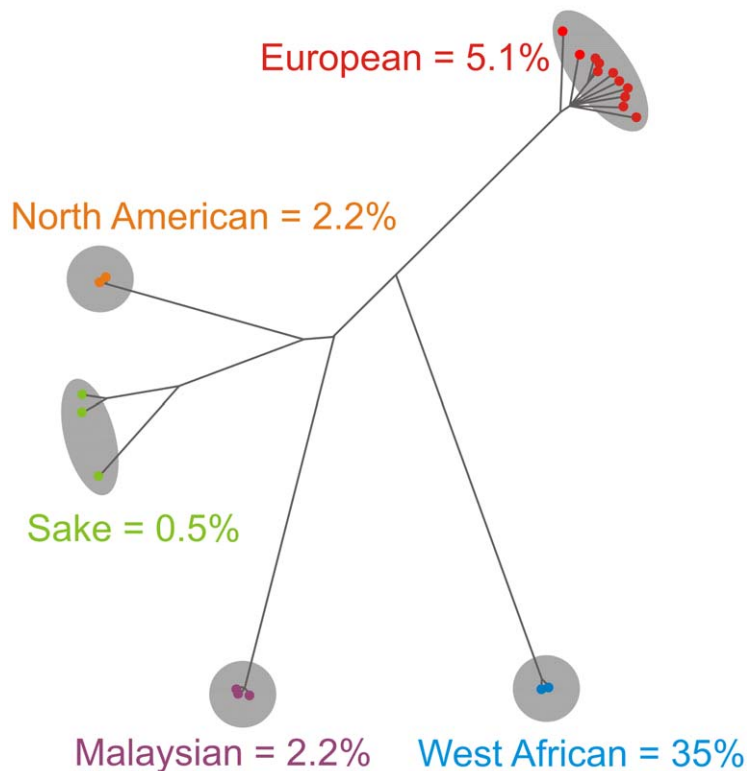 European = 5.1%
North American = 2.2%
Sake = 0.5%
Malaysian = 2.2%
West African = 35%